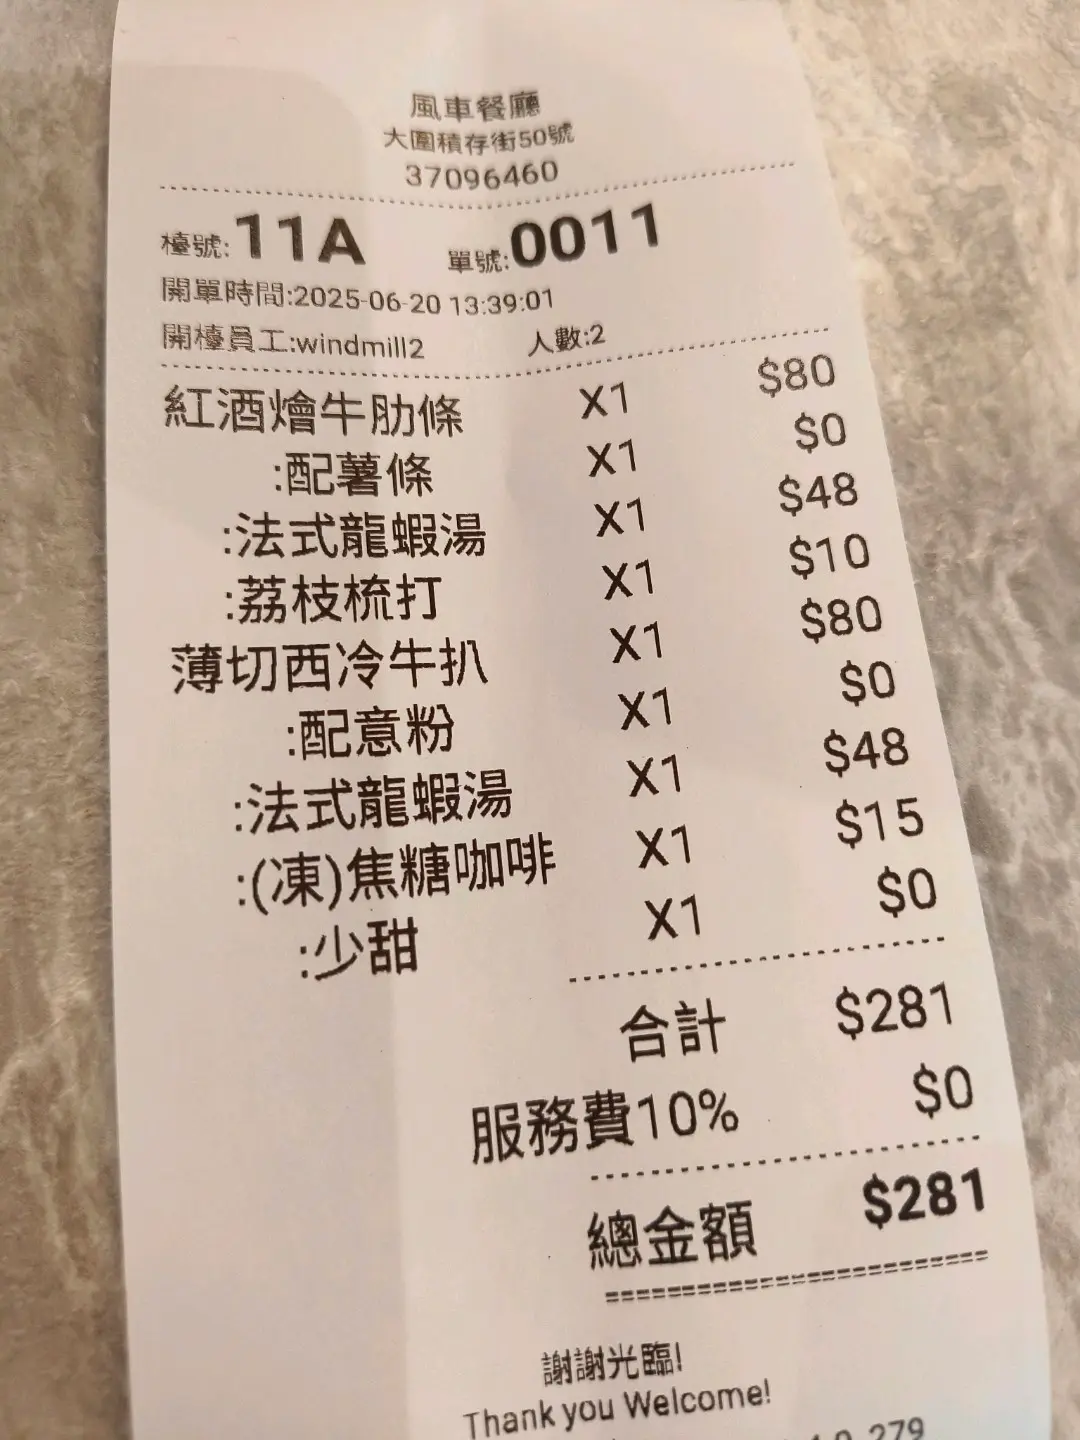 風車餐廳
大圍積存街50號
37096460
檯號:11A 單號:0011
開單時間:2025-06-20 13:39:01
開檯員工:windmill2 人數:2
紅酒燴牛肋條 X1 $80
:配薯條 X1 $0
:法式龍蝦湯 X1 $48
:荔枝梳打 X1 $10
薄切西冷牛扒 X1 $80
:配意粉 X1 $0
:法式龍蝦湯 X1 $48
:(凍)焦糖咖啡 X1 $15
:少甜 X1 $0
合計 $281
服務費10% $0
總金額 $281
謝謝光臨!
Thank you Welcome!
279